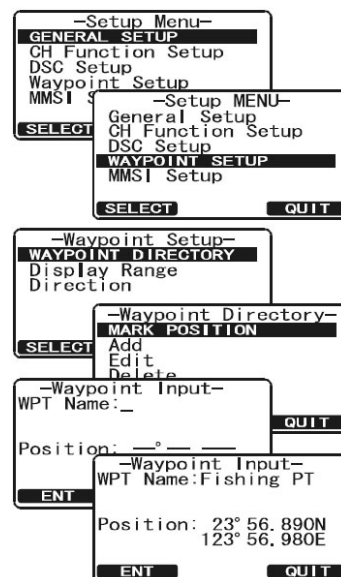 —Setup Menu—
GENERAL SETUP
CH Function Setup
DSC Setup
Waypoint Setup
MMSI
SELECT
—Setup MENU—
General Setup
CH Function Setup
DSC Setup
WAYPOINT SETUP
MMSI Setup
SELECT QUIT
—Waypoint Setup—
WAYPOINT DIRECTORY
Display Range
Direction
SELECT
—Waypoint Directory—
MARK POSITION
Add
Edit
Delete
QUIT
—Waypoint Input—
WPT Name:_
Position: __°__ ___
ENT
—Waypoint Input—
WPT Name:Fishing PT
Position: 23°56.890N
123°56.980E
ENT QUIT